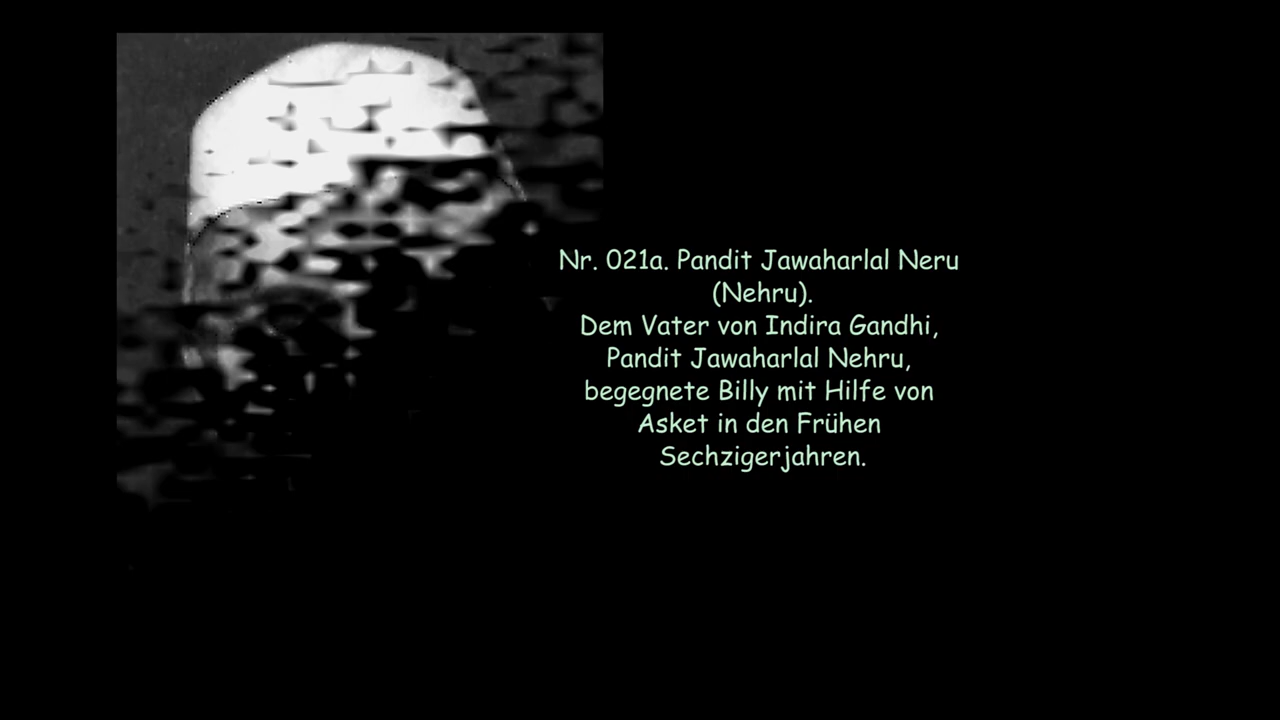 Nr. 021a. Pandit Jawaharlal Neru
(Nehru).
Dem Vater von Indira Gandhi,
Pandit Jawaharlal Nehru,
begegnete Billy mit Hilfe von
Asket in den Frühen
Sechzigerjahren.